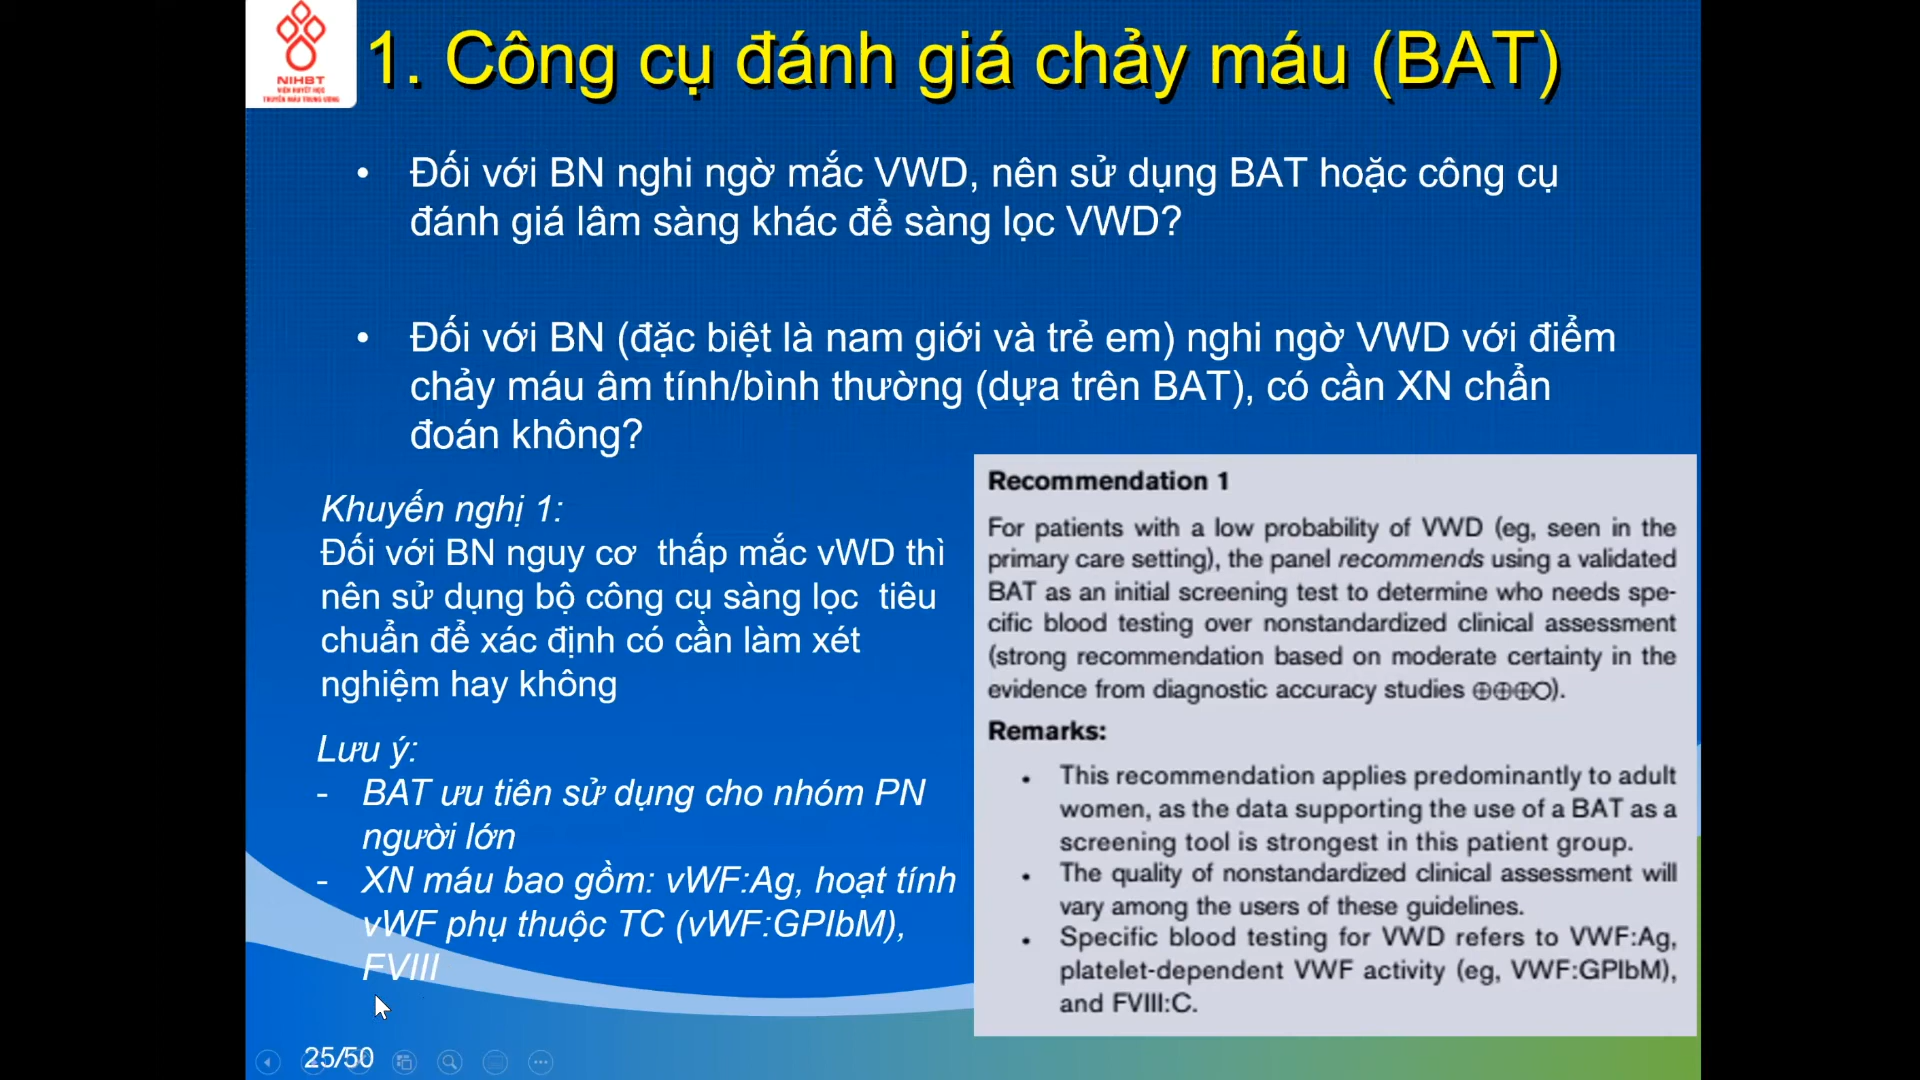 NIHBT
VIỆN HUYẾT HỌC
TRUYỀN MÁU TRUNG ƯƠNG
1. Công cụ đánh giá chảy máu (BAT)
• Đối với BN nghi ngờ mắc VWD, nên sử dụng BAT hoặc công cụ
đánh giá lâm sàng khác để sàng lọc VWD?
• Đối với BN (đặc biệt là nam giới và trẻ em) nghi ngờ VWD với điểm
chảy máu âm tính/bình thường (dựa trên BAT), có cần XN chẩn
đoán không?
Khuyến nghị 1:
Đối với BN nguy cơ thấp mắc vWD thì
nên sử dụng bộ công cụ sàng lọc tiêu
chuẩn để xác định có cần làm xét
nghiệm hay không
Lưu ý:
- BAT ưu tiên sử dụng cho nhóm PN
người lớn
- XN máu bao gồm: vWF:Ag, hoạt tính
vWF phụ thuộc TC (vWF:GPIbM),
FVIII
Recommendation 1
For patients with a low probability of VWD (eg, seen in the
primary care setting), the panel recommends using a validated
BAT as an initial screening test to determine who needs spe-
cific blood testing over nonstandardized clinical assessment
(strong recommendation based on moderate certainty in the
evidence from diagnostic accuracy studies ⊕⊕⊕○).
Remarks:
• This recommendation applies predominantly to adult
women, as the data supporting the use of a BAT as a
screening tool is strongest in this patient group.
• The quality of nonstandardized clinical assessment will
vary among the users of these guidelines.
• Specific blood testing for VWD refers to VWF:Ag,
platelet-dependent VWF activity (eg, VWF:GPIbM),
and FVIII:C.
25/50